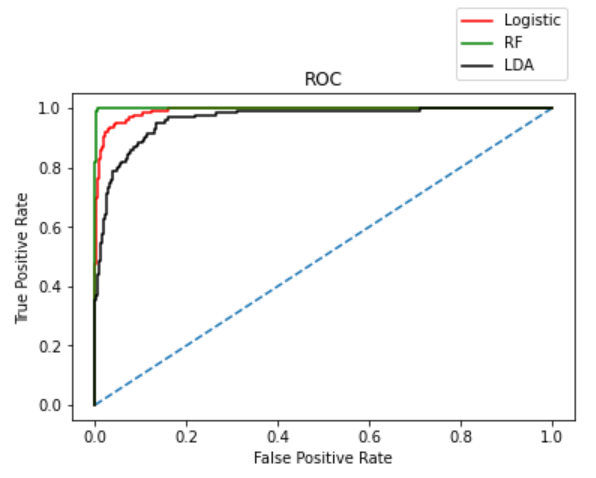 Logistic
RF
LDA
ROC
1.0
0.8
0.6
0.4
0.2
0.0
True Positive Rate
0.0 0.2 0.4 0.6 0.8 1.0
False Positive Rate